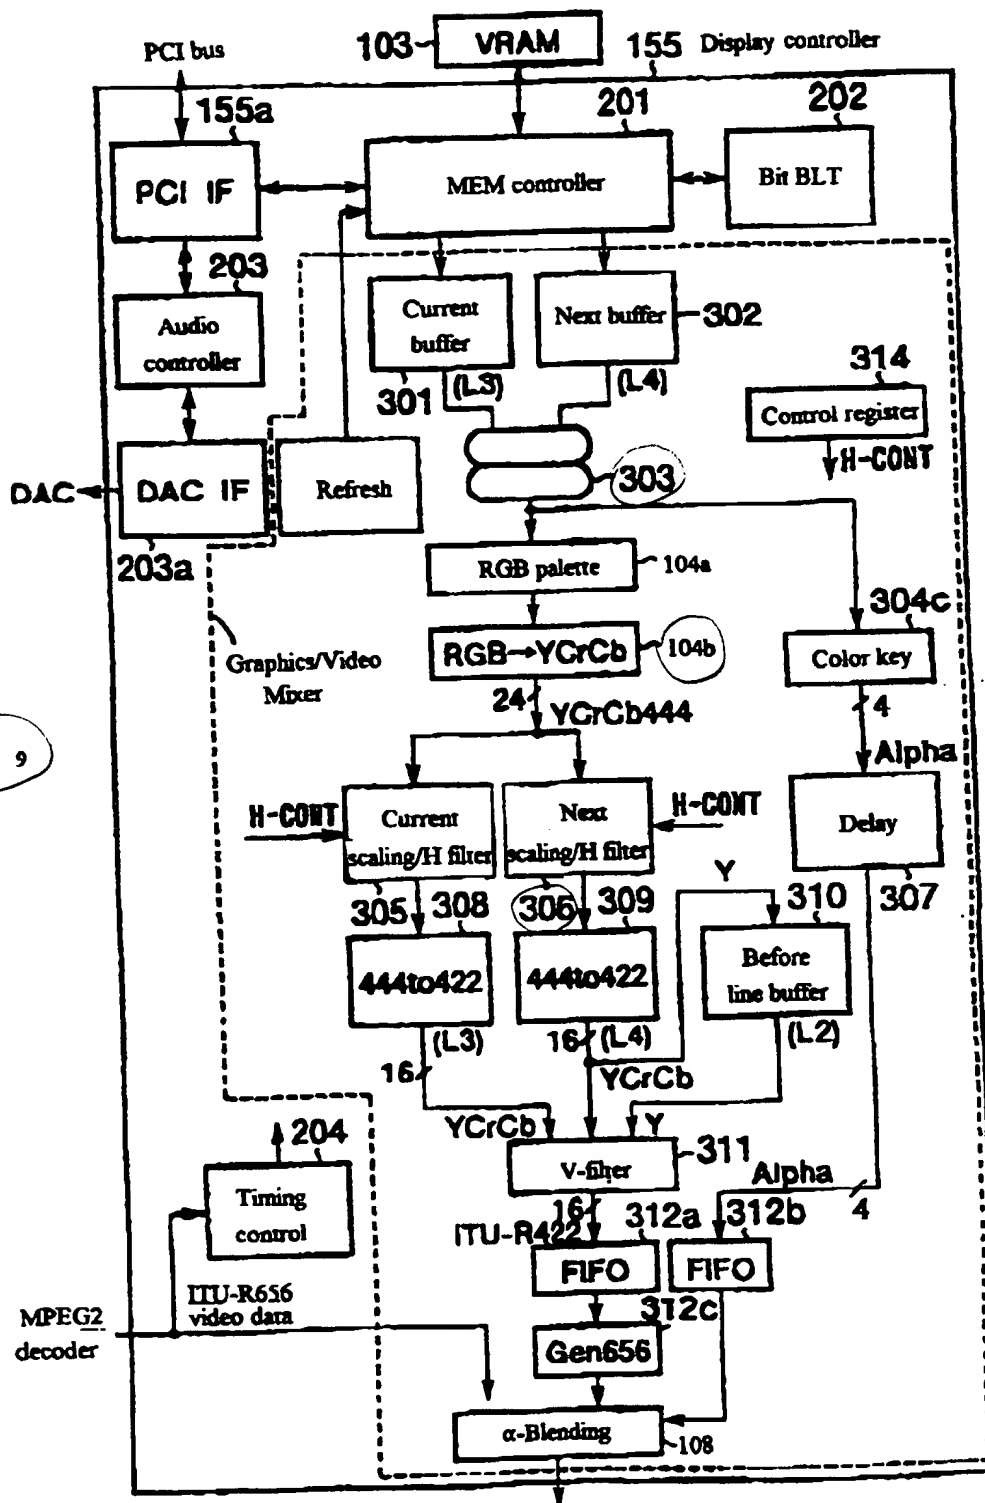 103
VRAM
155
Display controller
PCI bus
155a
201
202
PCI IF
MEM controller
Bit BLT
203
Audio
controller
Current
buffer
Next buffer
302
301
(L3)
(L4)
314
Control register
H-CONT
DAC
DAC IF
Refresh
303
203a
RGB palette
104a
304c
RGB→YCrCb
104b
Color key
Graphics/Video
Mixer
24
YCrCb444
4
Alpha
9
H-CONT
Current
scaling/H filter
Next
scaling/H filter
H-CONT
Delay
305
308
306
309
Y
310
307
444to422
444to422
Before
line buffer
(L3)
16
(L4)
(L2)
16
YCrCb
YCrCb
Y
204
V-filter
311
Timing
control
Alpha
4
16
ITU-R422
312a
312b
FIFO
FIFO
ITU-R656
video data
312c
MPEG2
decoder
Gen656
α-Blending
108